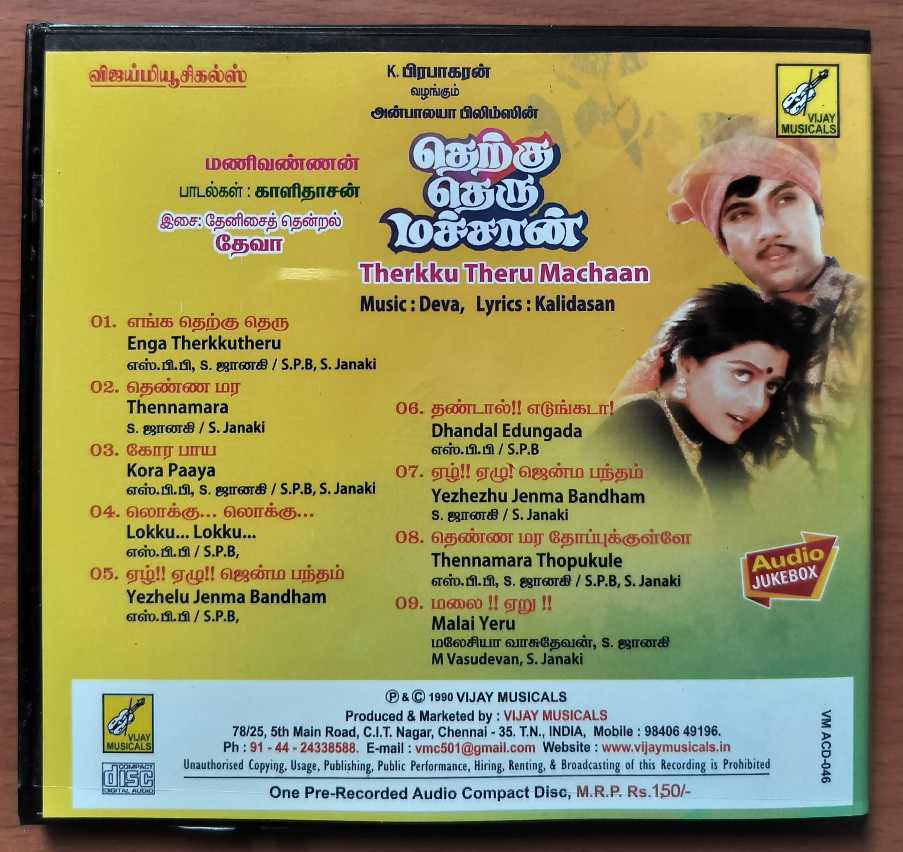 விஜய்மியூசிகல்ஸ்
K. பிரபாகரன்
வழங்கும்
அன்பாலயா பிலிம்ஸின்
VIJAY
MUSICALS
மணிவண்ணன்
பாடல்கள் : காளிதாசன்
இசை: தேனிசைத் தென்றல்
தேவா
தெற்கு
தெரு
மச்சான்
Therkku Theru Machaan
Music : Deva, Lyrics : Kalidasan
01. எங்க தெற்கு தெரு
Enga Therkkutheru
எஸ்.பி.பி, S. ஜானகி / S.P.B, S. Janaki
02. தெண்ண மர
Thennamara
S. ஜானகி / S. Janaki
03. கோர பாய
Kora Paaya
எஸ்.பி.பி, S. ஜானகி / S.P.B, S. Janaki
04. லொக்கு... லொக்கு...
Lokku... Lokku...
எஸ்.பி.பி / S.P.B,
05. ஏழ்!! ஏழு!! ஜென்ம பந்தம்
Yezhelu Jenma Bandham
எஸ்.பி.பி / S.P.B,
06. தண்டால்!! எடுங்கடா!
Dhandal Edungada
எஸ்.பி.பி / S.P.B
07. ஏழ்!! ஏழு! ஜென்ம பந்தம்
Yezhezhu Jenma Bandham
S. ஜானகி / S. Janaki
08. தெண்ண மர தோப்புக்குள்ளே
Thennamara Thopukule
எஸ்.பி.பி, S. ஜானகி / S.P.B, S. Janaki
09. மலை !! ஏறு !!
Malai Yeru
மலேசியா வாசுதேவன், S. ஜானகி
M Vasudevan, S. Janaki
Audio
JUKEBOX
VIJAY
MUSICALS
COMPACT
disc
DIGITAL AUDIO
Ⓟ & © 1990 VIJAY MUSICALS
Produced & Marketed by : VIJAY MUSICALS
78/25, 5th Main Road, C.I.T. Nagar, Chennai - 35. T.N., INDIA, Mobile : 98406 49196.
Ph : 91 - 44 - 24338588. E-mail : vmc501@gmail.com Website : www.vijaymusicals.in
Unauthorised Copying, Usage, Publishing, Public Performance, Hiring, Renting, & Broadcasting of this Recording is Prohibited
One Pre-Recorded Audio Compact Disc, M.R.P. Rs.150/-
VM ACD-046